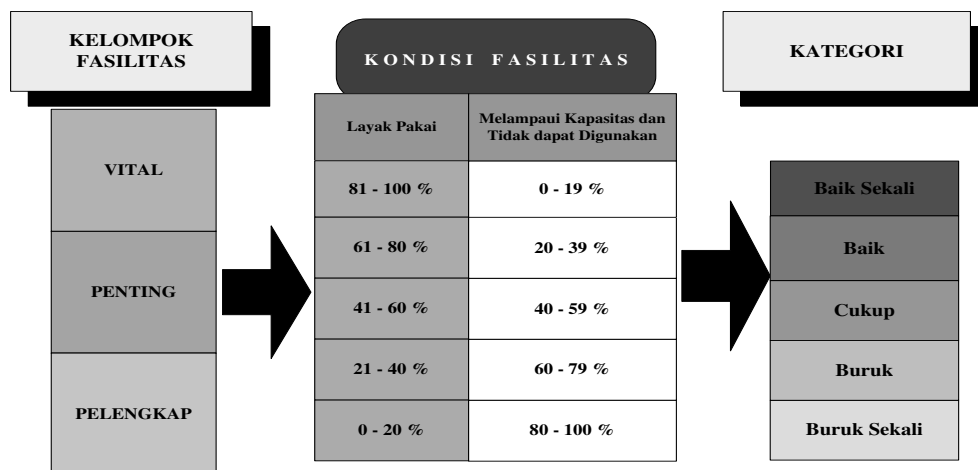 KELOMPOK
FASILITAS
VITAL
PENTING
PELENGKAP
KONDISI FASILITAS
Layak Pakai
Melampaui Kapasitas dan
Tidak dapat Digunakan
81 - 100 %
0 - 19 %
61 - 80 %
20 - 39 %
41 - 60 %
40 - 59 %
21 - 40 %
60 - 79 %
0 - 20 %
80 - 100 %
KATEGORI
Baik Sekali
Baik
Cukup
Buruk
Buruk Sekali